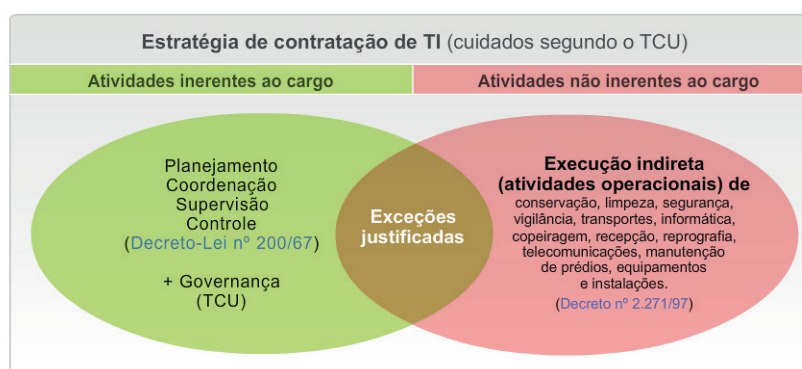 Estratégia de contratação de TI (cuidados segundo o TCU)
Atividades inerentes ao cargo
Atividades não inerentes ao cargo
Planejamento
Coordenação
Supervisão
Controle
(Decreto-Lei nº 200/67)
+ Governança
(TCU)
Exceções
justificadas
Execução indireta
(atividades operacionais) de
conservação, limpeza, segurança,
vigilância, transportes, informática,
copeiragem, recepção, reprografia,
telecomunicações, manutenção
de prédios, equipamentos
e instalações.
(Decreto nº 2.271/97)